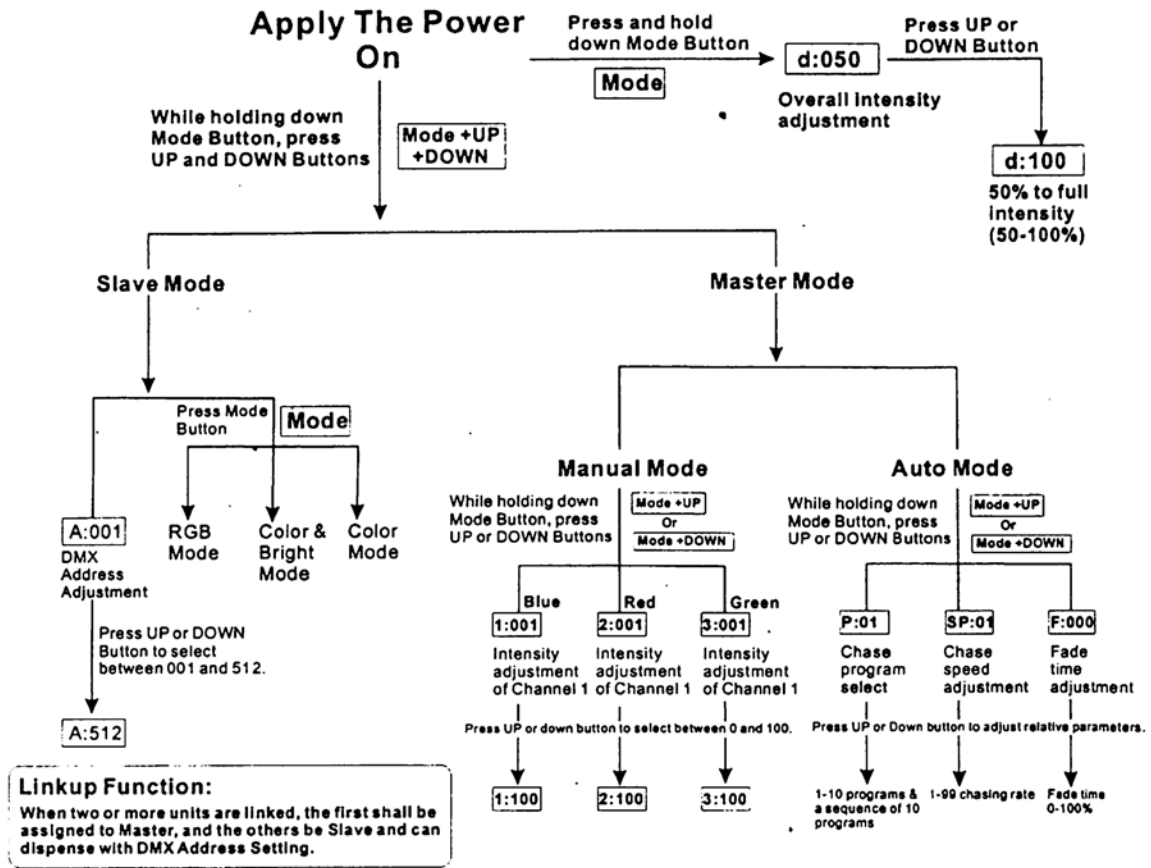 Apply The Power
On
Press and hold
down Mode Button
Mode
d:050
Overall intensity
adjustment
Press UP or
DOWN Button
d:100
50% to full
intensity
(50-100%)
While holding down
Mode Button, press
UP and DOWN Buttons
Mode +UP
+DOWN
Slave Mode
Master Mode
Press Mode
Button
Mode
A:001
DMX
Address
Adjustment
RGB
Mode
Color &
Bright
Mode
Color
Mode
Press UP or DOWN
Button to select
between 001 and 512.
A:512
Manual Mode
While holding down
Mode Button, press
UP or DOWN Buttons
Mode +UP
Or
Mode +DOWN
Blue
1:001
Intensity
adjustment
of Channel 1
Red
2:001
Intensity
adjustment
of Channel 1
Green
3:001
Intensity
adjustment
of Channel 1
Press UP or down button to select between 0 and 100.
1:100
2:100
3:100
Auto Mode
While holding down
Mode Button, press
UP or DOWN Buttons
Mode +UP
Or
Mode +DOWN
P:01
Chase
program
select
SP:01
Chase
speed
adjustment
F:000
Fade
time
adjustment
Press UP or Down button to adjust relative parameters.
1-10 programs &
a sequence of 10
programs
1-99 chasing rate
Fade time
0-100%
Linkup Function:
When two or more units are linked, the first shall be
assigned to Master, and the others be Slave and can
dispense with DMX Address Setting.